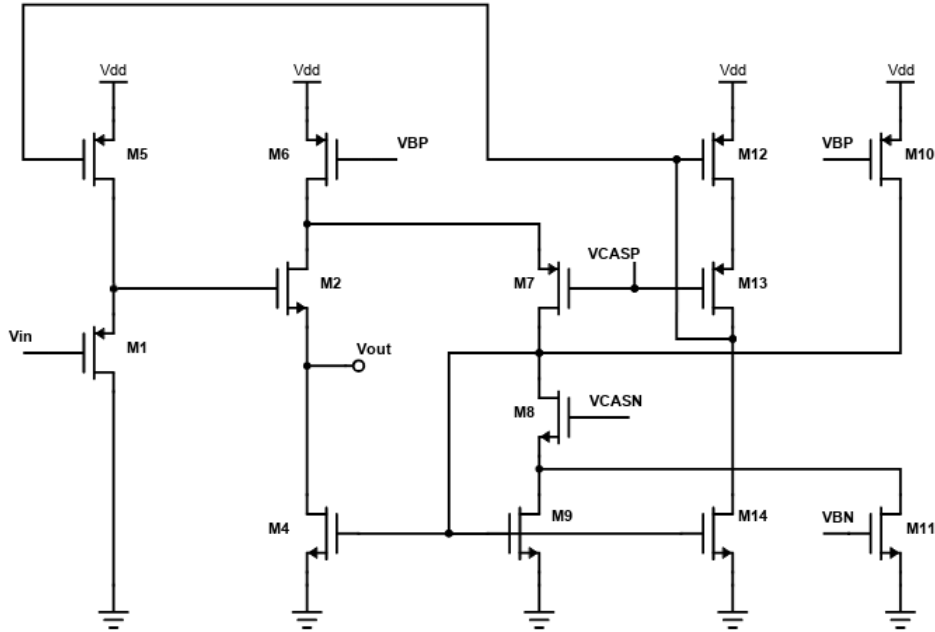 Vdd
Vdd
Vdd
Vdd
M5
M6
VBP
M12
VBP
M10
VCASP
M2
M7
M13
Vin
M1
Vout
M8
VCASN
M4
M9
M14
VBN
M11